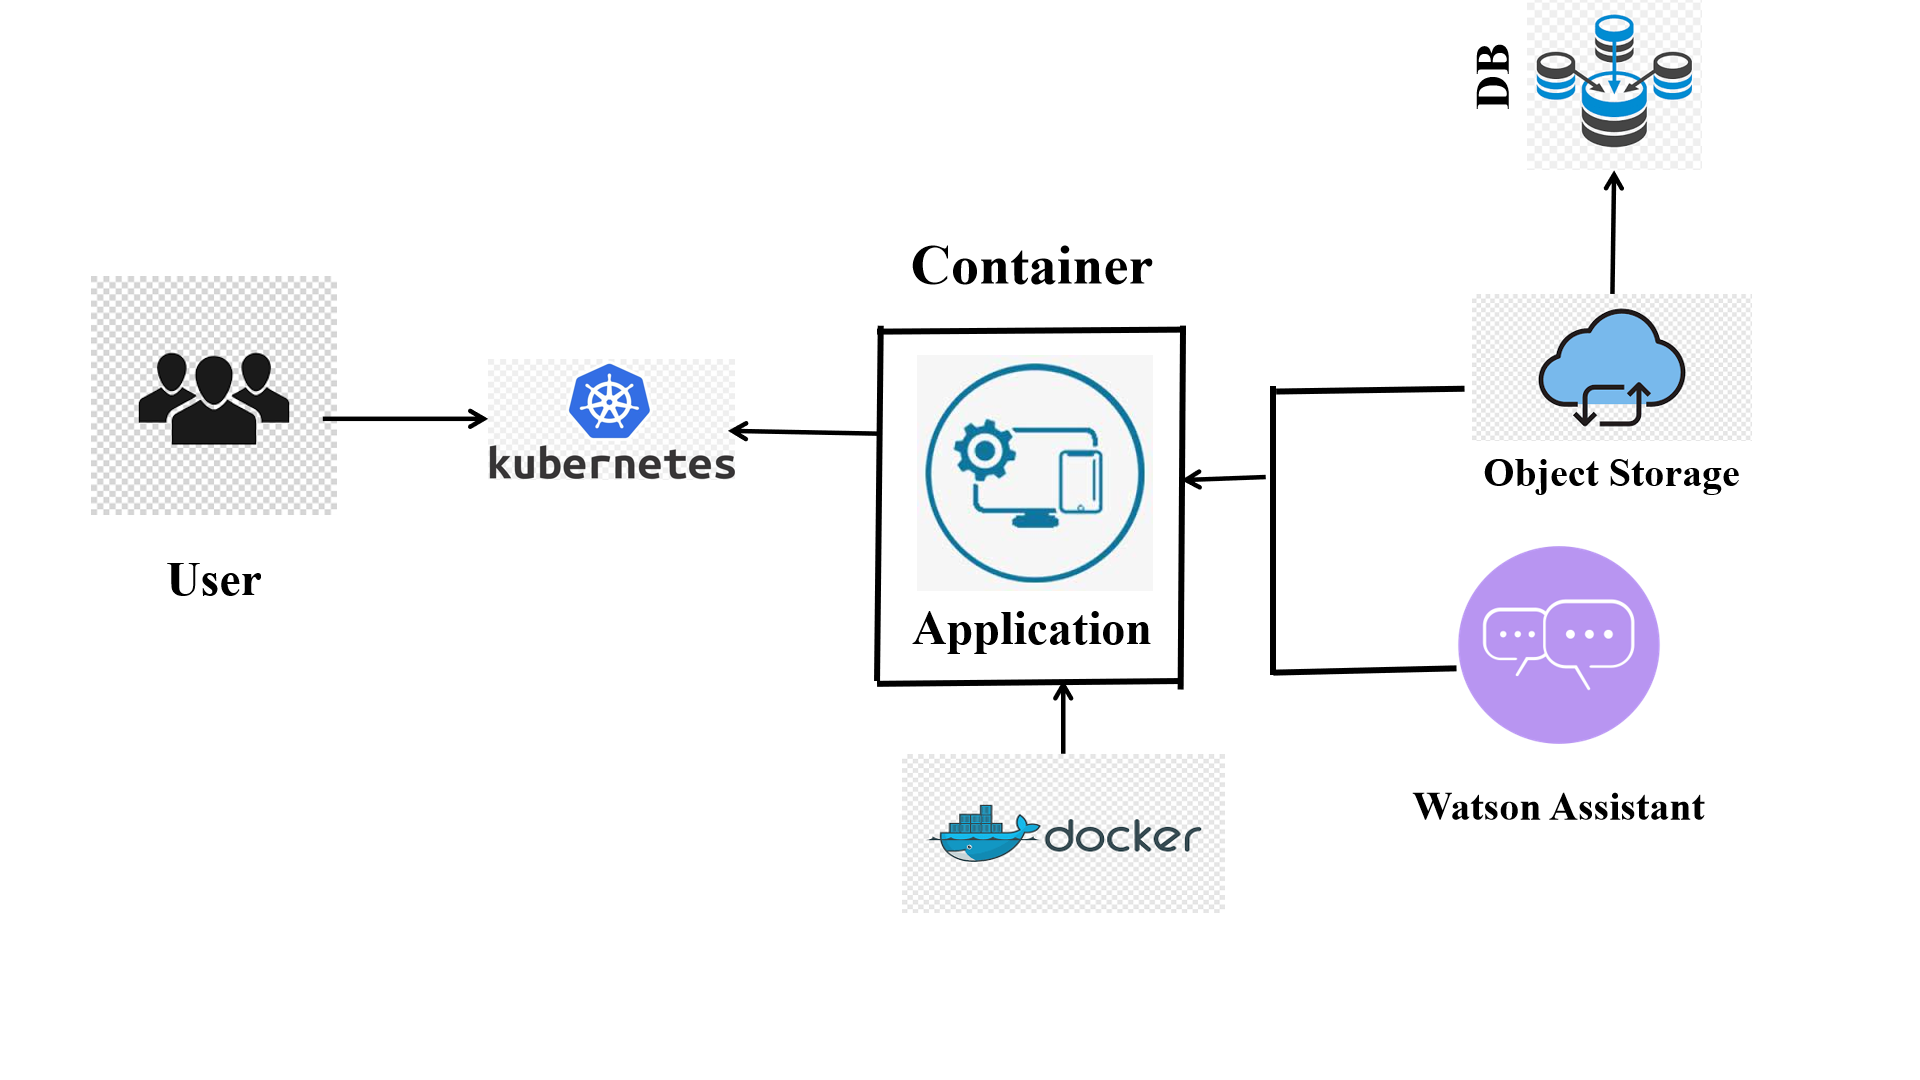 DB
Container
kubernetes
User
Application
Object Storage
docker
Watson Assistant